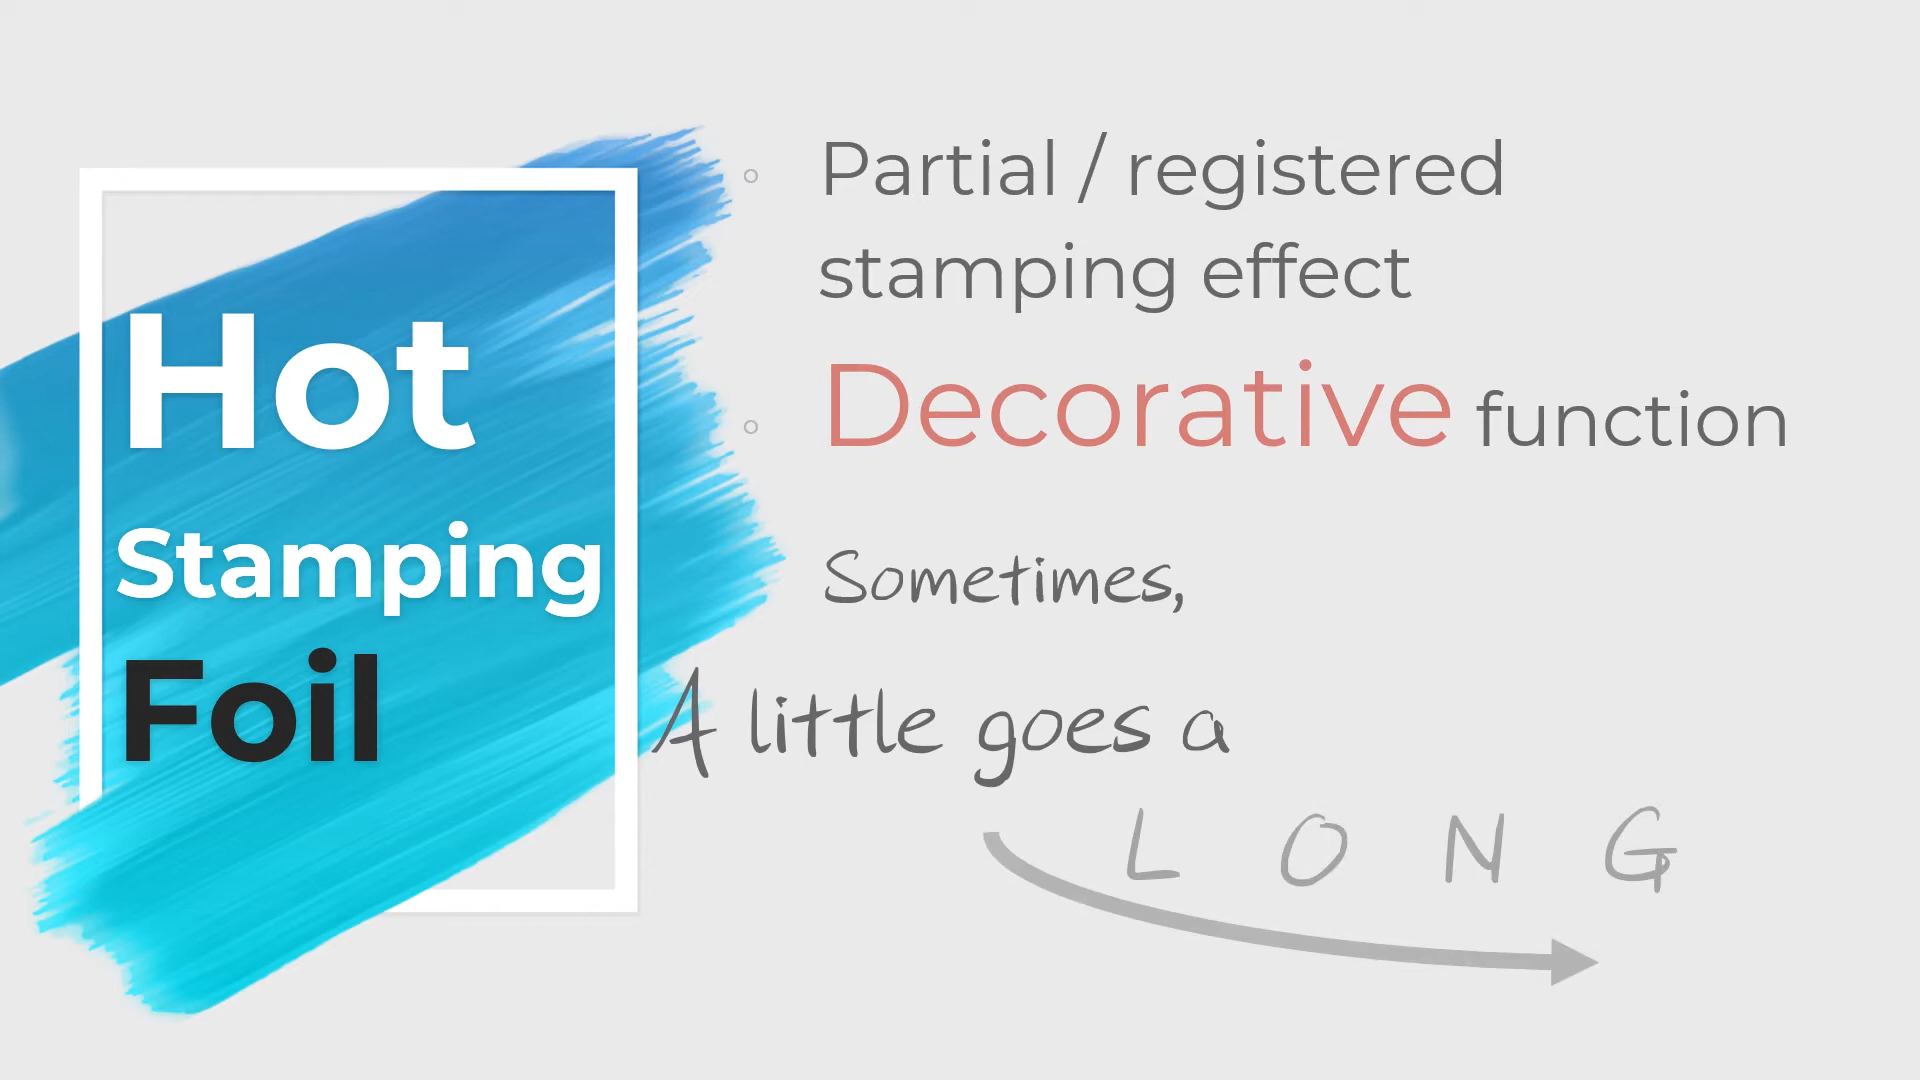 Hot
Stamping
Foil
Partial / registered
stamping effect
Decorative function
Sometimes,
A little goes a
L O N G